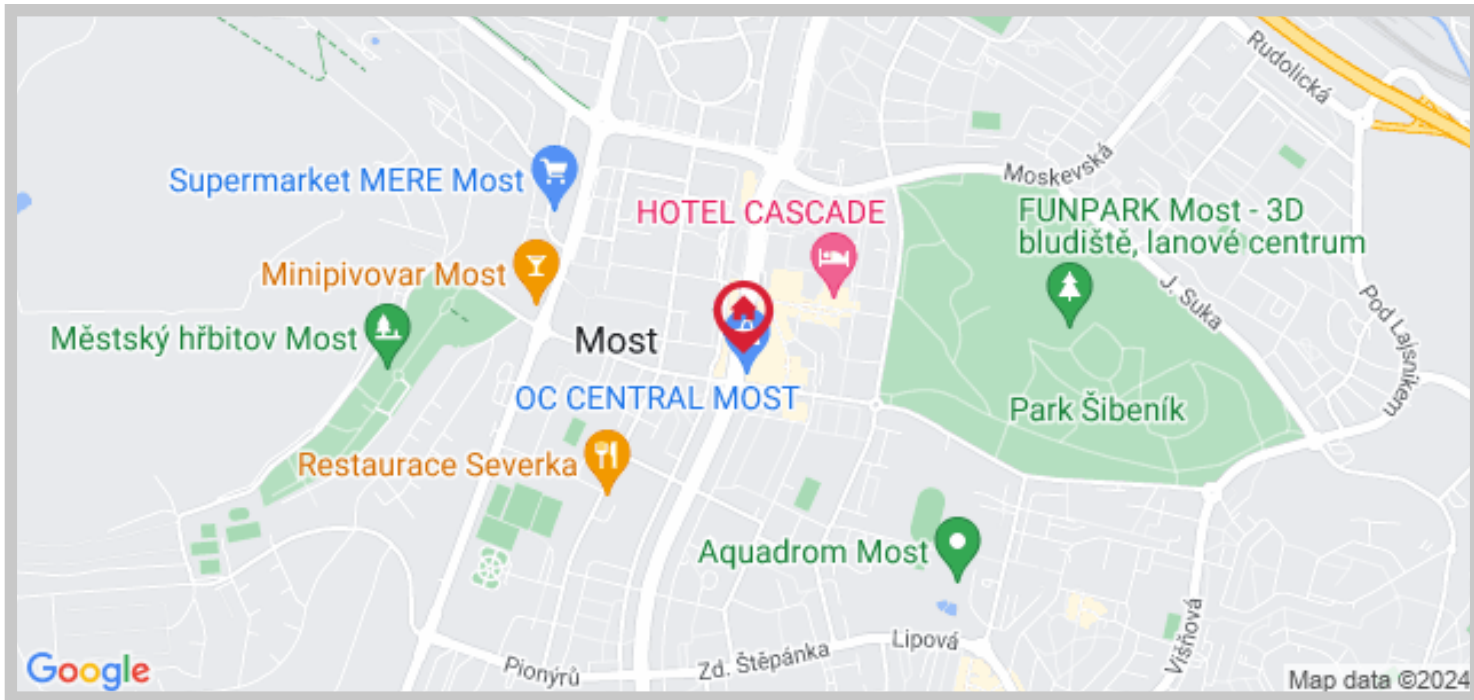 Rudolická
Moskevská
Supermarket MERE Most
HOTEL CASCADE
FUNPARK Most - 3D
bludiště, lanové centrum
Minipivovar Most
J. Suka
Pod Lajsníkem
Městský hřbitov Most
Most
OC CENTRAL MOST
Park Šibeník
Restaurace Severka
Aquadrom Most
Višňová
Lipová
Zd. Štěpánka
Pionýrů
Google
Map data ©2024